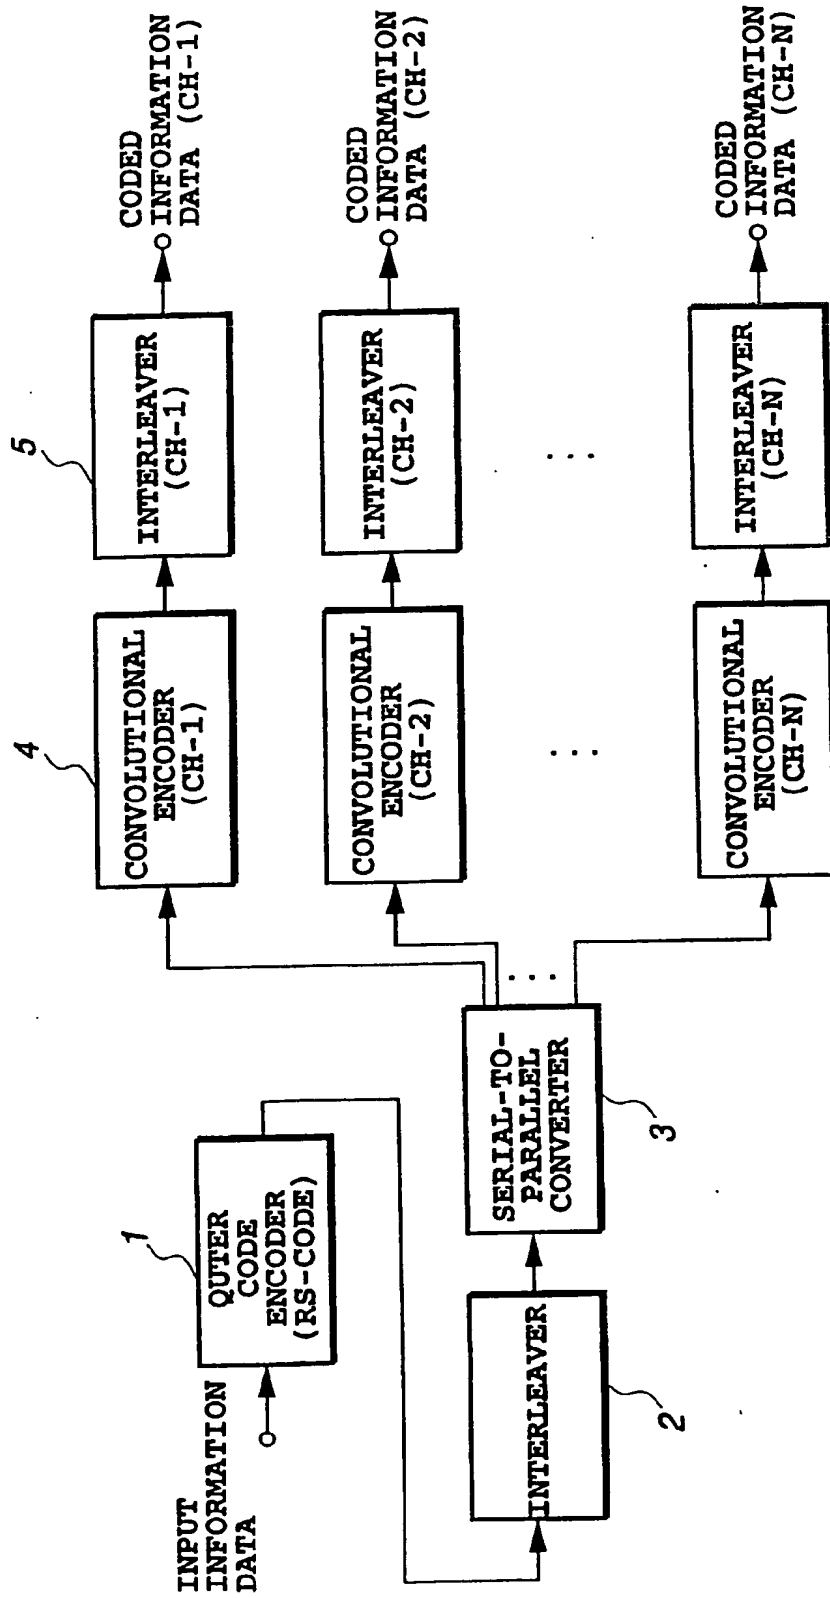 INPUT
INFORMATION
DATA
1
QUTER
CODE
ENCODER
(RS-CODE)
INTERLEAVER
2
SERIAL-TO-
PARALLEL
CONVERTER
3
...
4
CONVOLUTIONAL
ENCODER
(CH-1)
5
INTERLEAVER
(CH-1)
CODED
INFORMATION
DATA (CH-1)
CONVOLUTIONAL
ENCODER
(CH-2)
INTERLEAVER
(CH-2)
CODED
INFORMATION
DATA (CH-2)
...
...
CONVOLUTIONAL
ENCODER
(CH-N)
INTERLEAVER
(CH-N)
CODED
INFORMATION
DATA (CH-N)